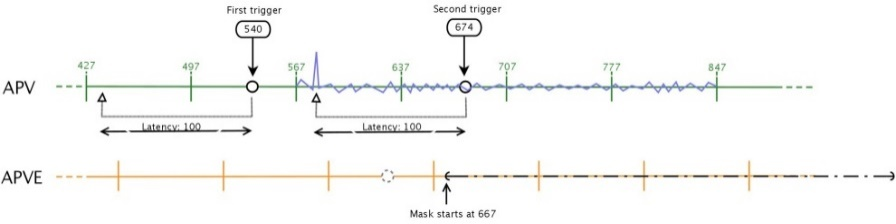 First trigger
Second trigger
540
674
427
497
567
637
707
777
847
APV
Latency: 100
Latency: 100
APVE
Mask starts at 667